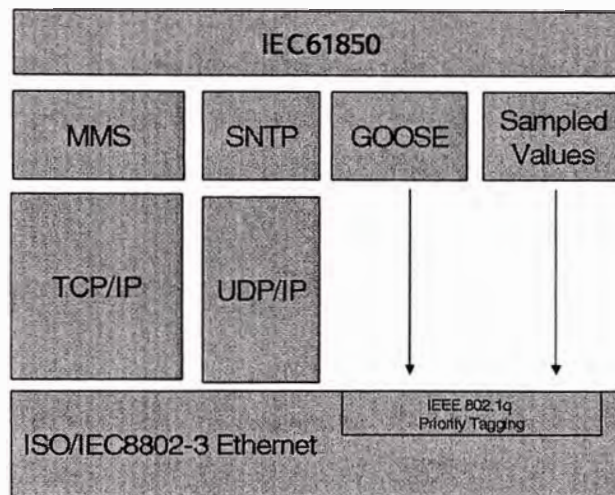 IEC61850
MMS
SNTP
GOOSE
Sampled
Values
TCP/IP
UDP/IP
IEEE 802.1q
Priority Tagging
ISO/IEC8802-3 Ethernet